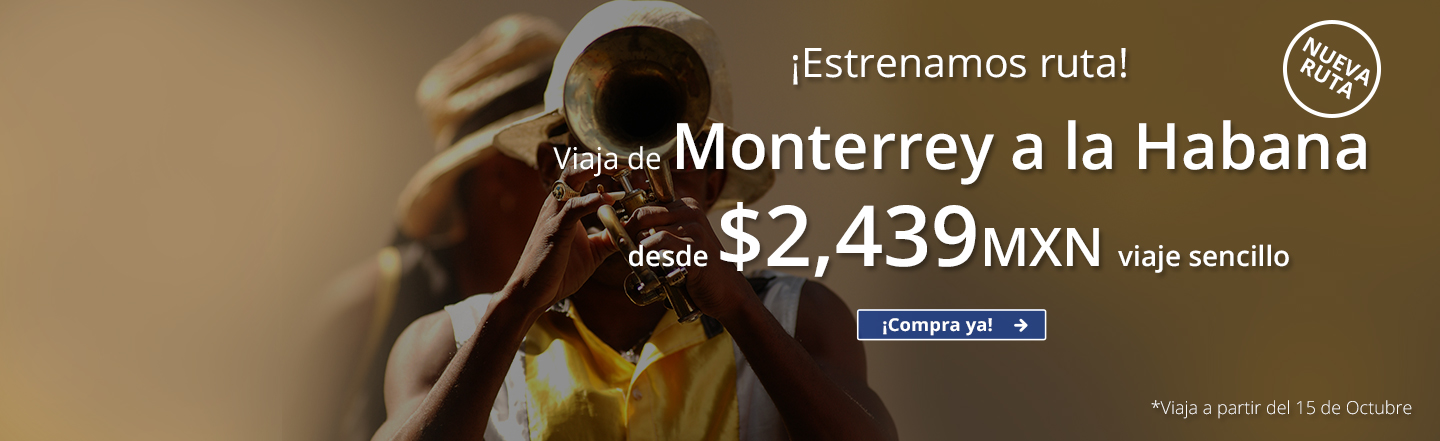 ¡Estrenamos ruta!
NUEVA
RUTA
Viaja de Monterrey a la Habana
desde $2,439MXN viaje sencillo
¡Compra ya!
*Viaja a partir del 15 de Octubre